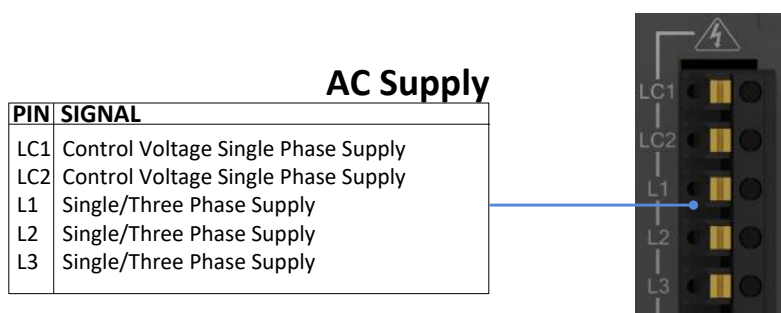 AC Supply
PIN SIGNAL
LC1 Control Voltage Single Phase Supply
LC2 Control Voltage Single Phase Supply
L1 Single/Three Phase Supply
L2 Single/Three Phase Supply
L3 Single/Three Phase Supply
LC1
LC2
L1
L2
L3